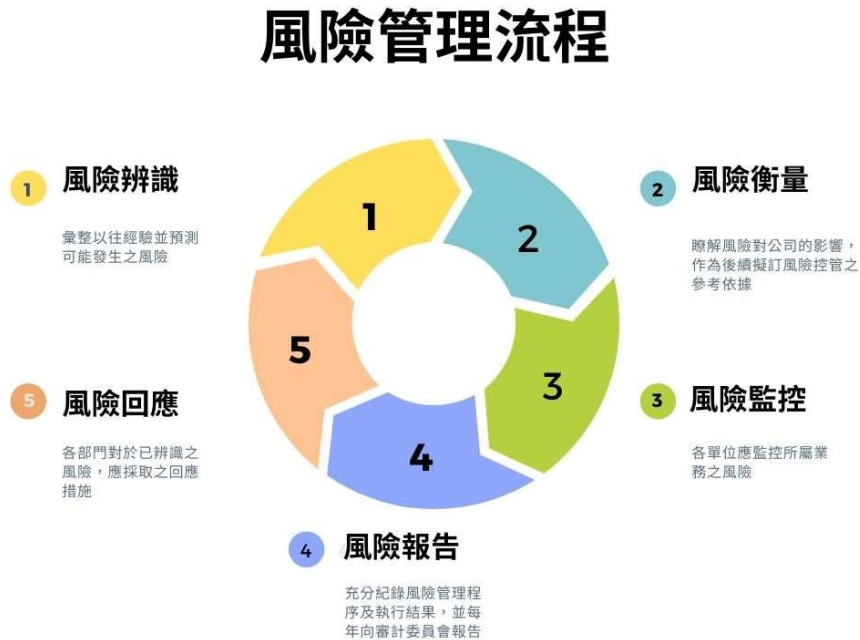 風險管理流程
1
風險辨識
彙整以往經驗並預測
可能發生之風險
2
風險衡量
瞭解風險對公司的影響，
作為後續擬訂風險控管之
參考依據
1
2
3
4
5
5
風險回應
各部門對於已辨識之
風險，應採取之回應
措施
3
風險監控
各單位應監控所屬業
務之風險
4
風險報告
充分紀錄風險管理程
序及執行結果，並每
年向審計委員會報告